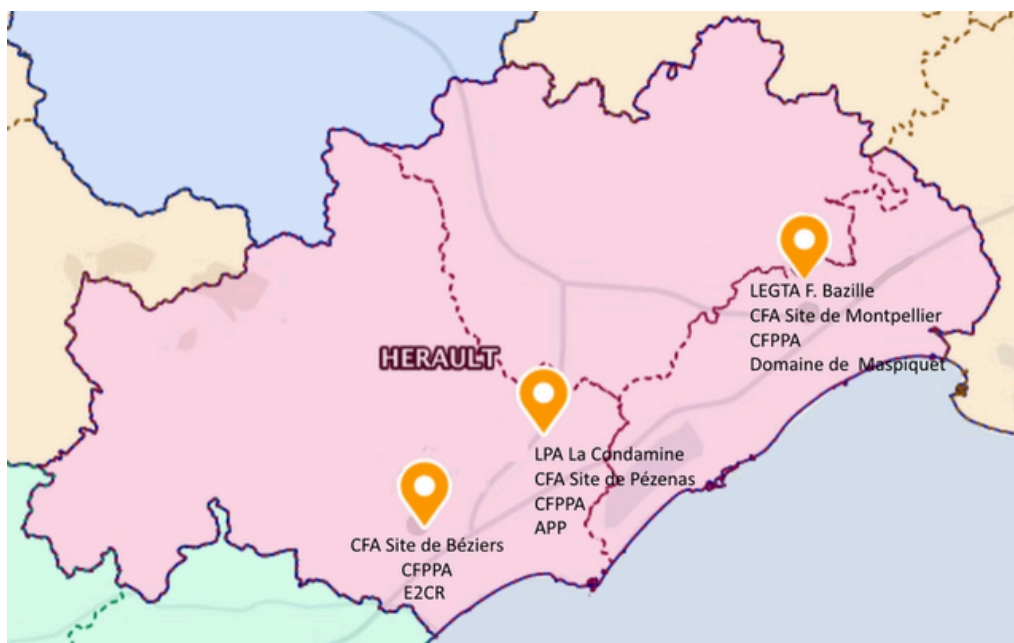 LEGTA F. Bazille
CFA Site de Montpellier
CFPPA
Domaine de Maspiquet
HERAULT
LPA La Condamine
CFA Site de Pézenas
CFPPA
APP
CFA Site de Béziers
CFPPA
E2CR